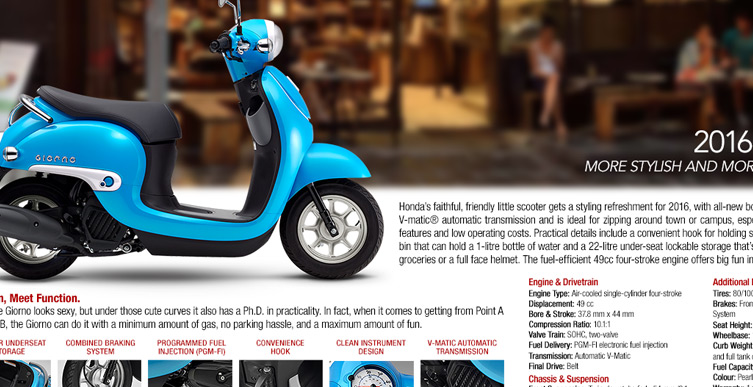 2016
MORE STYLISH AND MOR
GIORNO
Honda's faithful, friendly little scooter gets a styling refreshment for 2016, with all-new bo
V-matic® automatic transmission and is ideal for zipping around town or campus, esp
features and low operating costs. Practical details include a convenient hook for holding s
bin that can hold a 1-litre bottle of water and a 22-litre under-seat lockable storage that's
groceries or a full face helmet. The fuel-efficient 49cc four-stroke engine offers big fun in
n, Meet Function.
e Giorno looks sexy, but under those cute curves it also has a Ph.D. in practicality. In fact, when it comes to getting from Point A
B, the Giorno can do it with a minimum amount of gas, no parking hassle, and a maximum amount of fun.
R UNDERSEAT
TORAGE
COMBINED BRAKING
SYSTEM
PROGRAMMED FUEL
INJECTION (PGM-FI)
CONVENIENCE
HOOK
CLEAN INSTRUMENT
DESIGN
V-MATIC AUTOMATIC
TRANSMISSION
Engine & Drivetrain
Engine Type: Air-cooled single-cylinder four-stroke
Displacement: 49 cc
Bore & Stroke: 37.8 mm x 44 mm
Compression Ratio: 10.1:1
Valve Train: SOHC, two-valve
Fuel Delivery: PGM-FI electronic fuel injection
Transmission: Automatic V-Matic
Final Drive: Belt
Chassis & Suspension
Additional I
Tires: 80/100
Brakes: Fron
System
Seat Height:
Wheelbase:
Curb Weight
and full tank
Fuel Capaci
Colour: Pearl